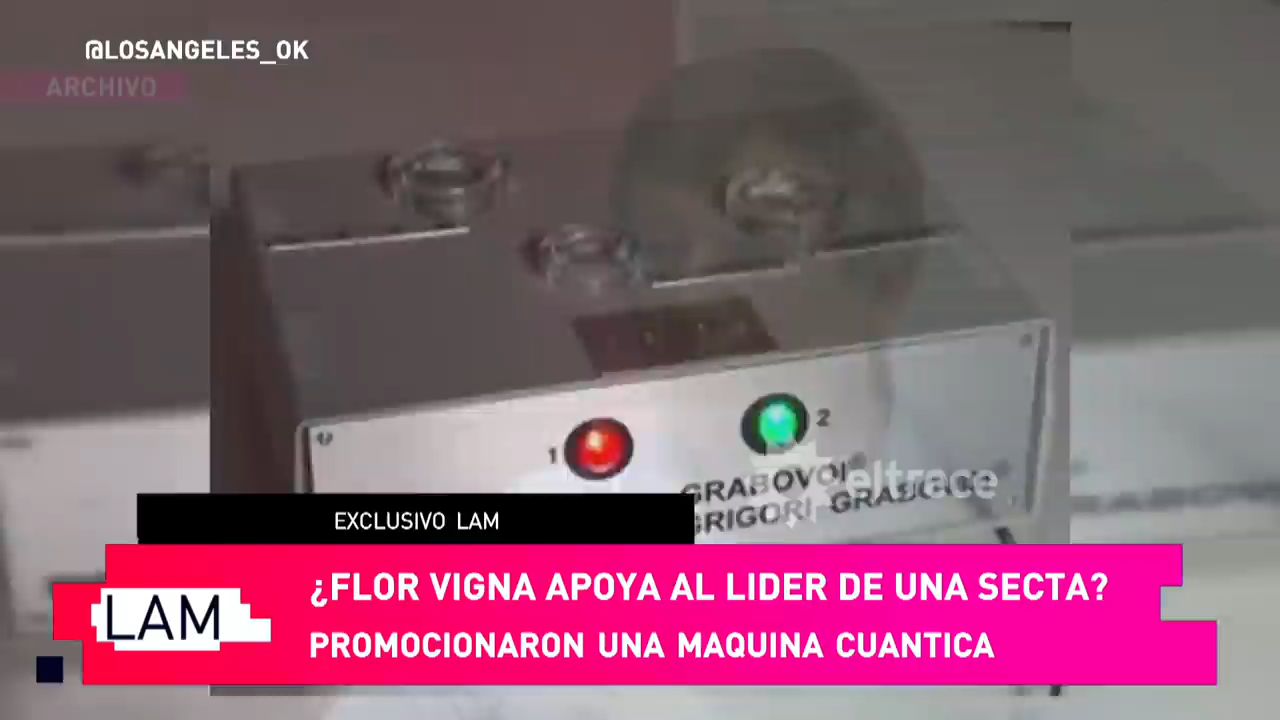 @LOSANGELES_OK
ARCHIVO
1
2
GRABOVOI®
eltrece
GRIGORI GRABOVOI
EXCLUSIVO LAM
LAM
¿FLOR VIGNA APOYA AL LIDER DE UNA SECTA?
PROMOCIONARON UNA MAQUINA CUANTICA